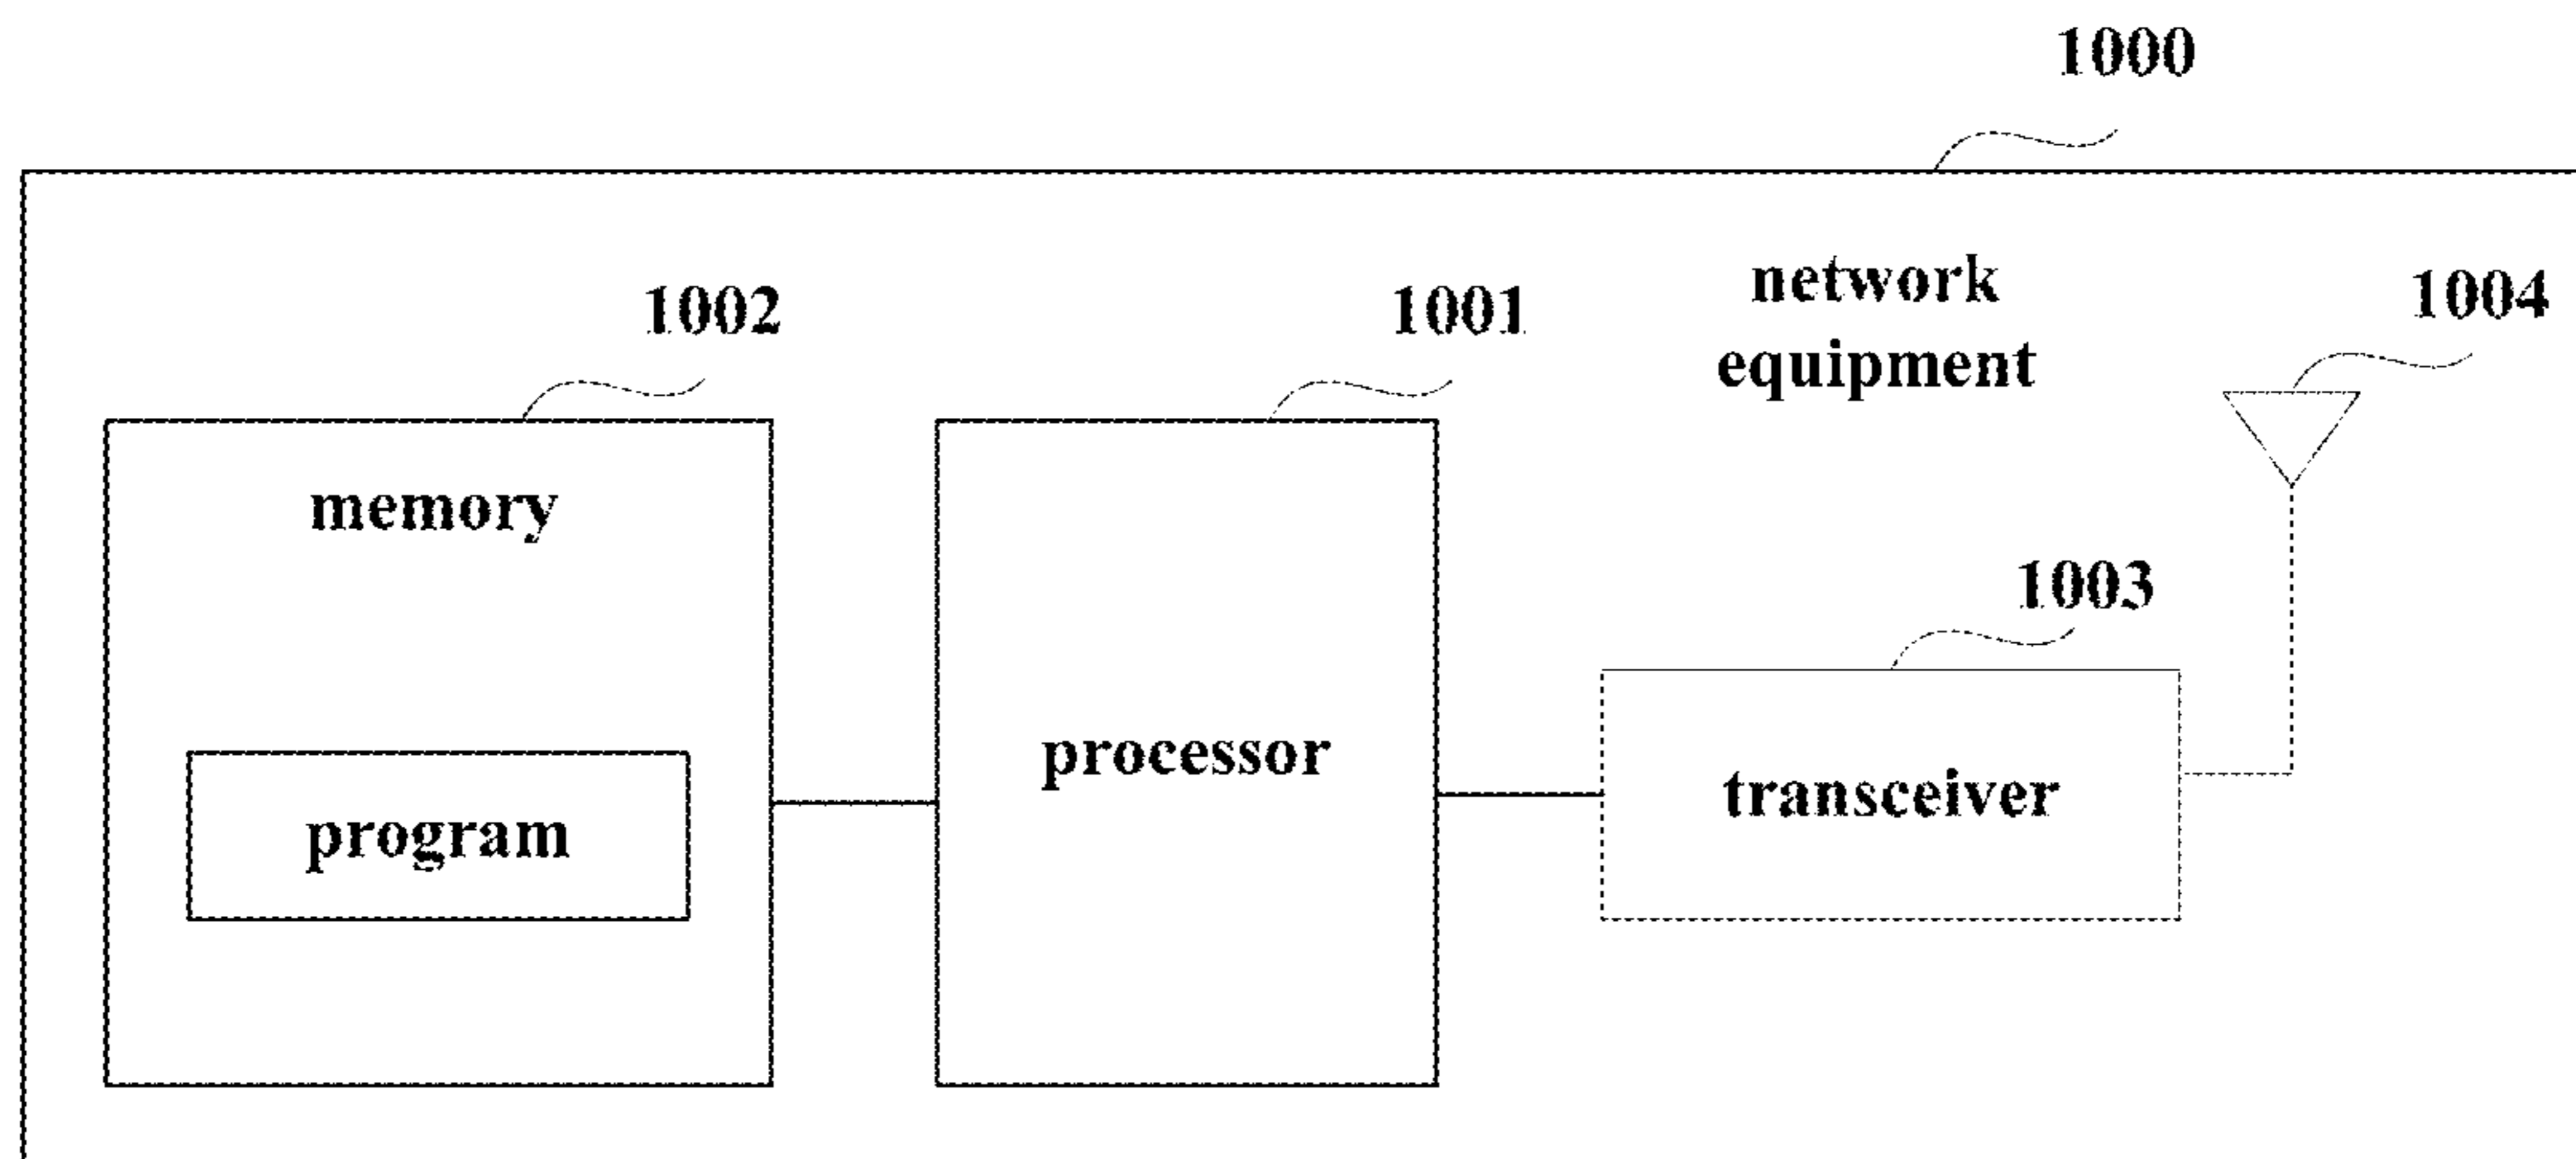 1000
network
equipment
1002
1001
1004
memory
1003
processor
transceiver
program